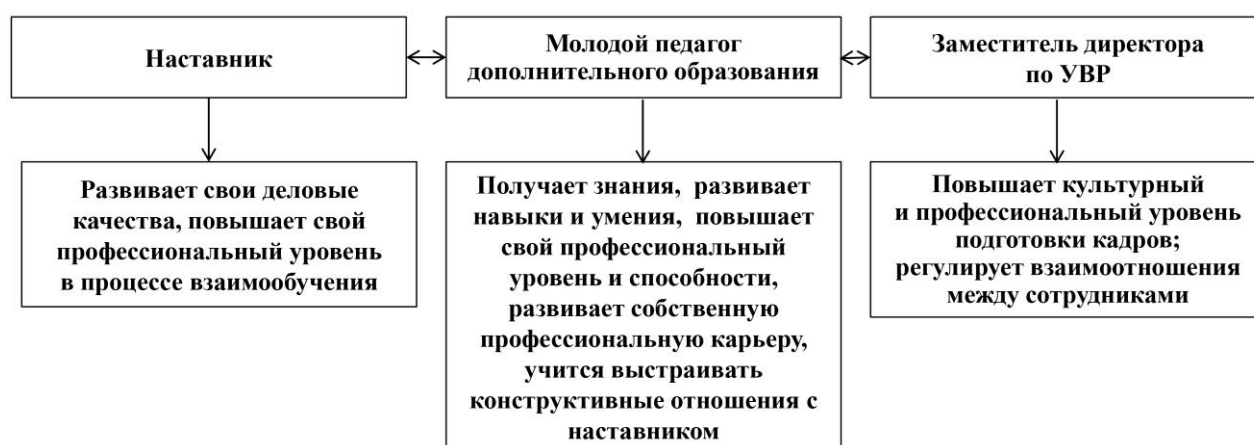 Наставник
Молодой педагог
дополнительного образования
Заместитель директора
по УВР
Развивает свои деловые
качества, повышает свой
профессиональный уровень
в процессе взаимообучения
Получает знания, развивает
навыки и умения, повышает
свой профессиональный
уровень и способности,
развивает собственную
профессиональную карьеру,
учится выстраивать
конструктивные отношения с
наставником
Повышает культурный
и профессиональный уровень
подготовки кадров;
регулирует взаимоотношения
между сотрудниками